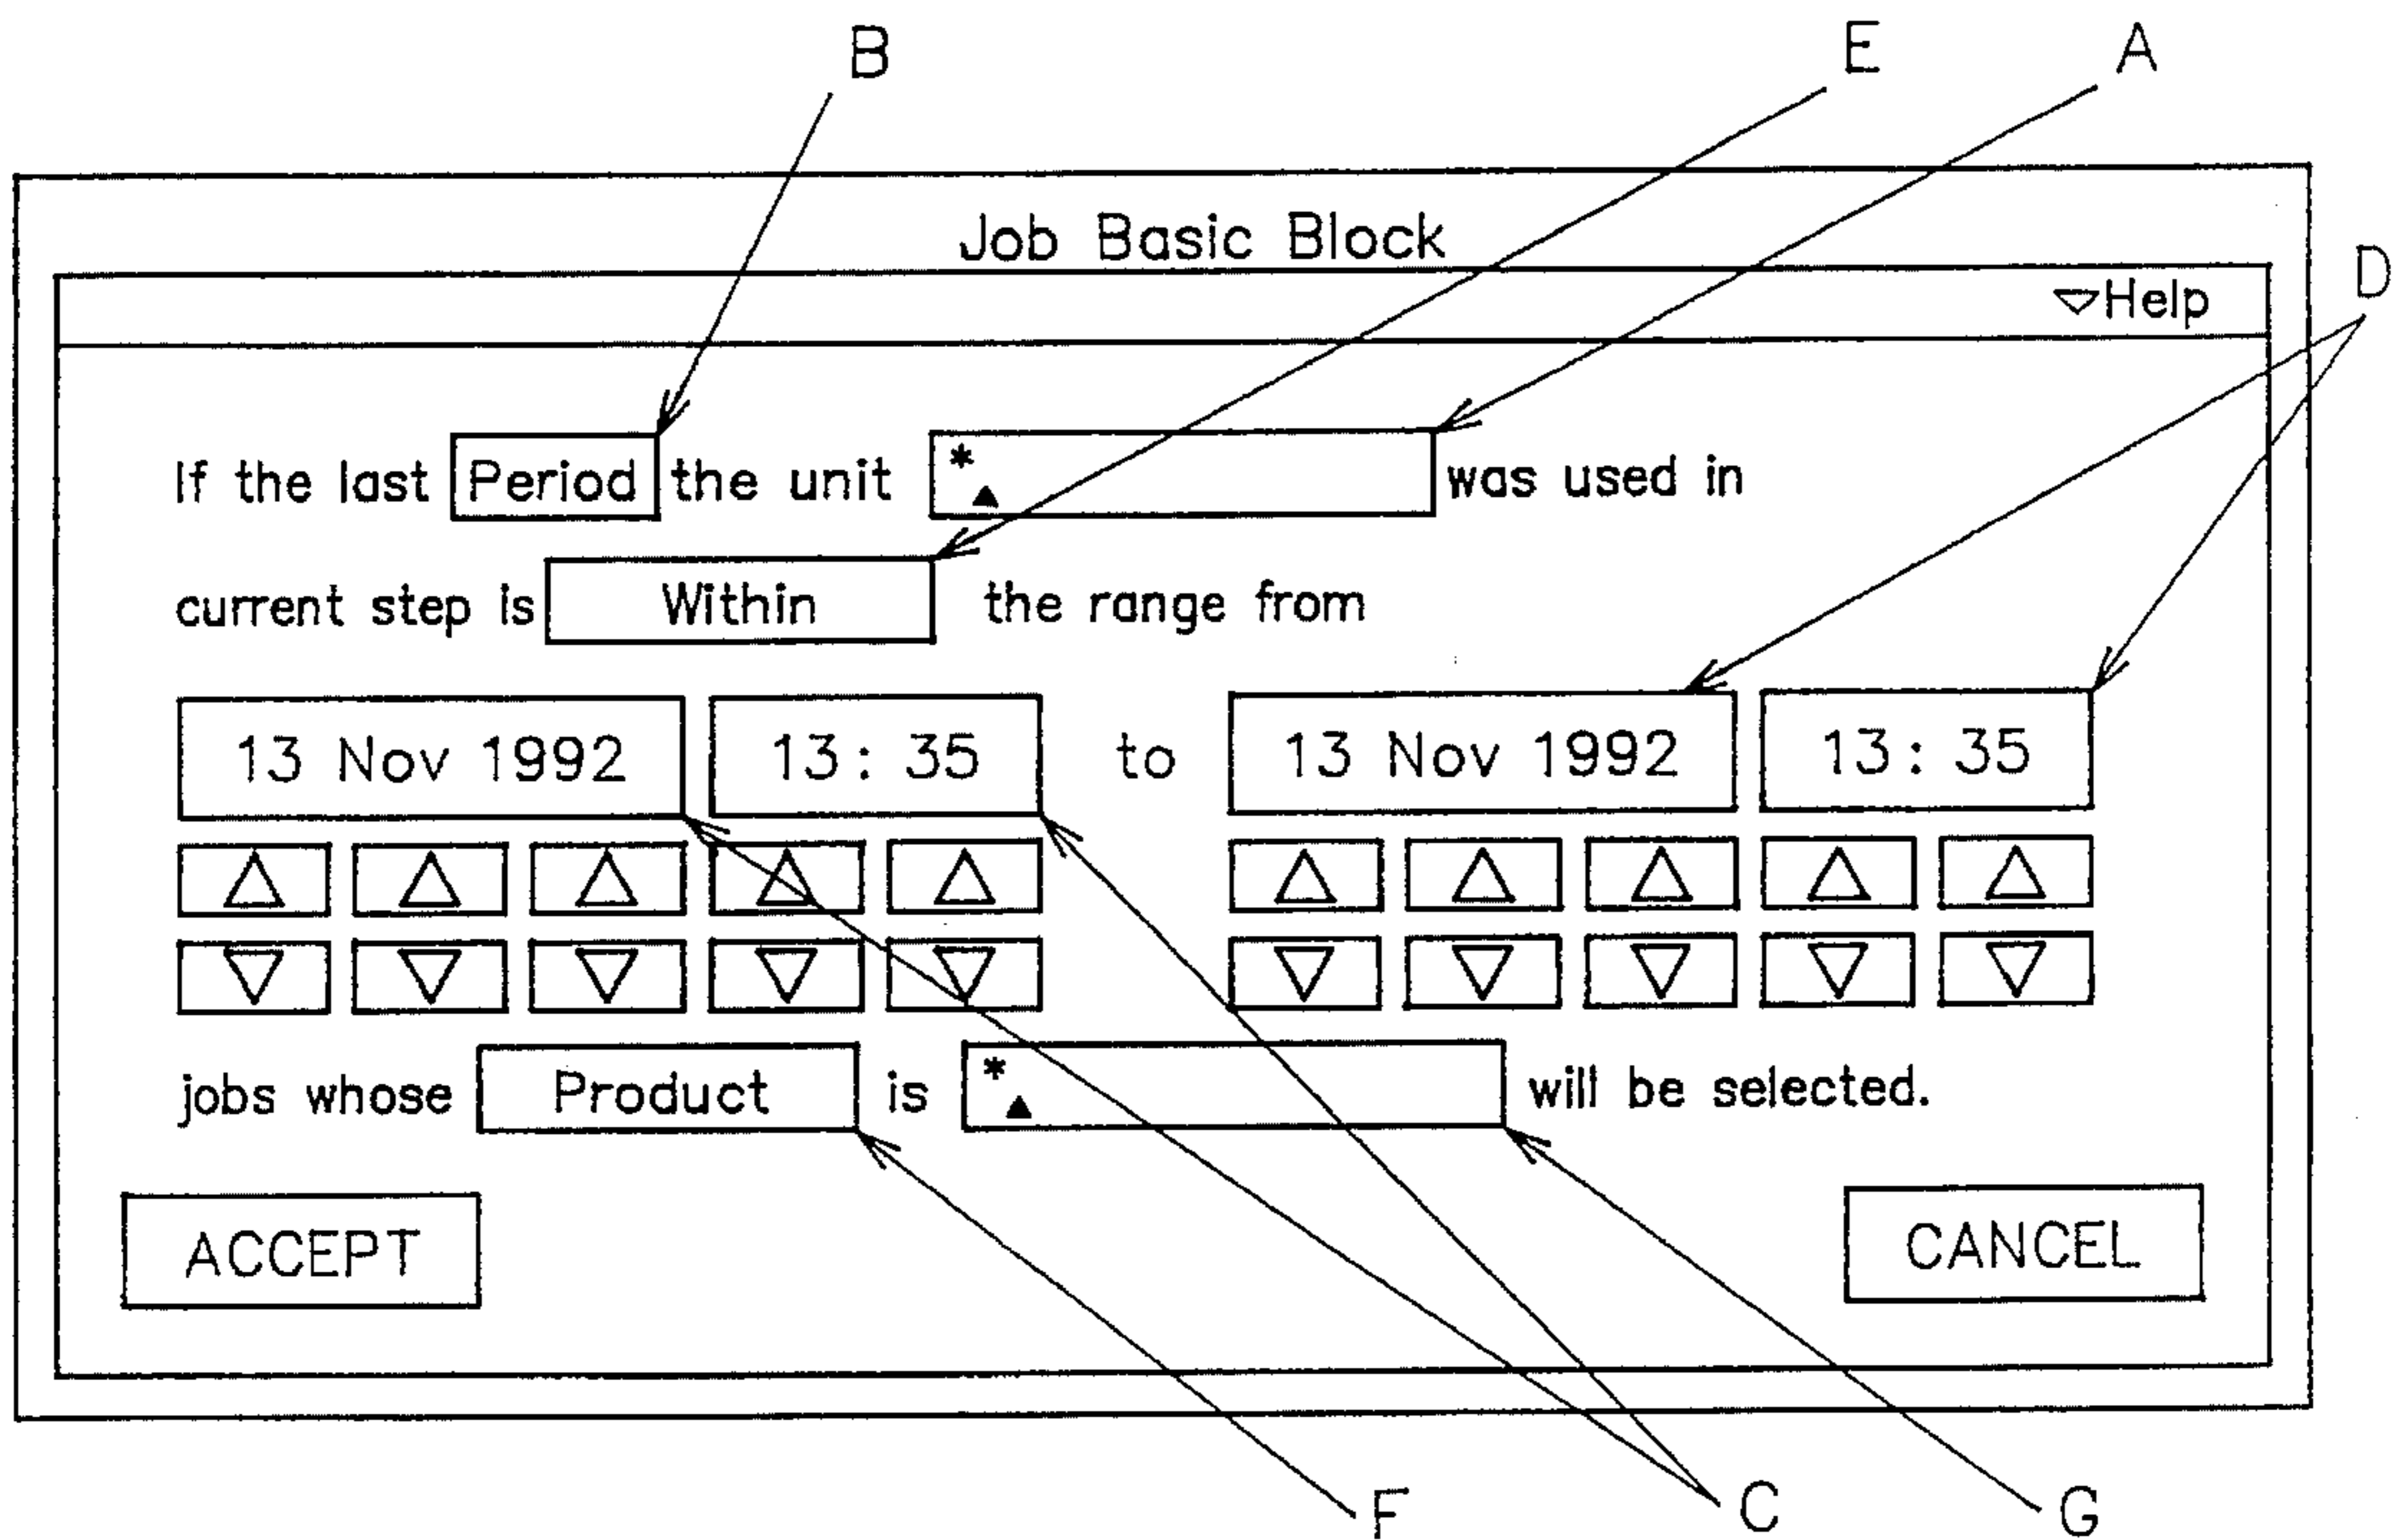 B E A
Job Basic Block
D
▽Help
If the last Period the unit * ▲ was used in
current step is Within the range from
13 Nov 1992 13: 35 to 13 Nov 1992 13: 35
△ △ △ △ △ △ △ △ △ △
▽ ▽ ▽ ▽ ▽ ▽ ▽ ▽ ▽ ▽
jobs whose Product is * ▲ will be selected.
ACCEPT CANCEL
F C G